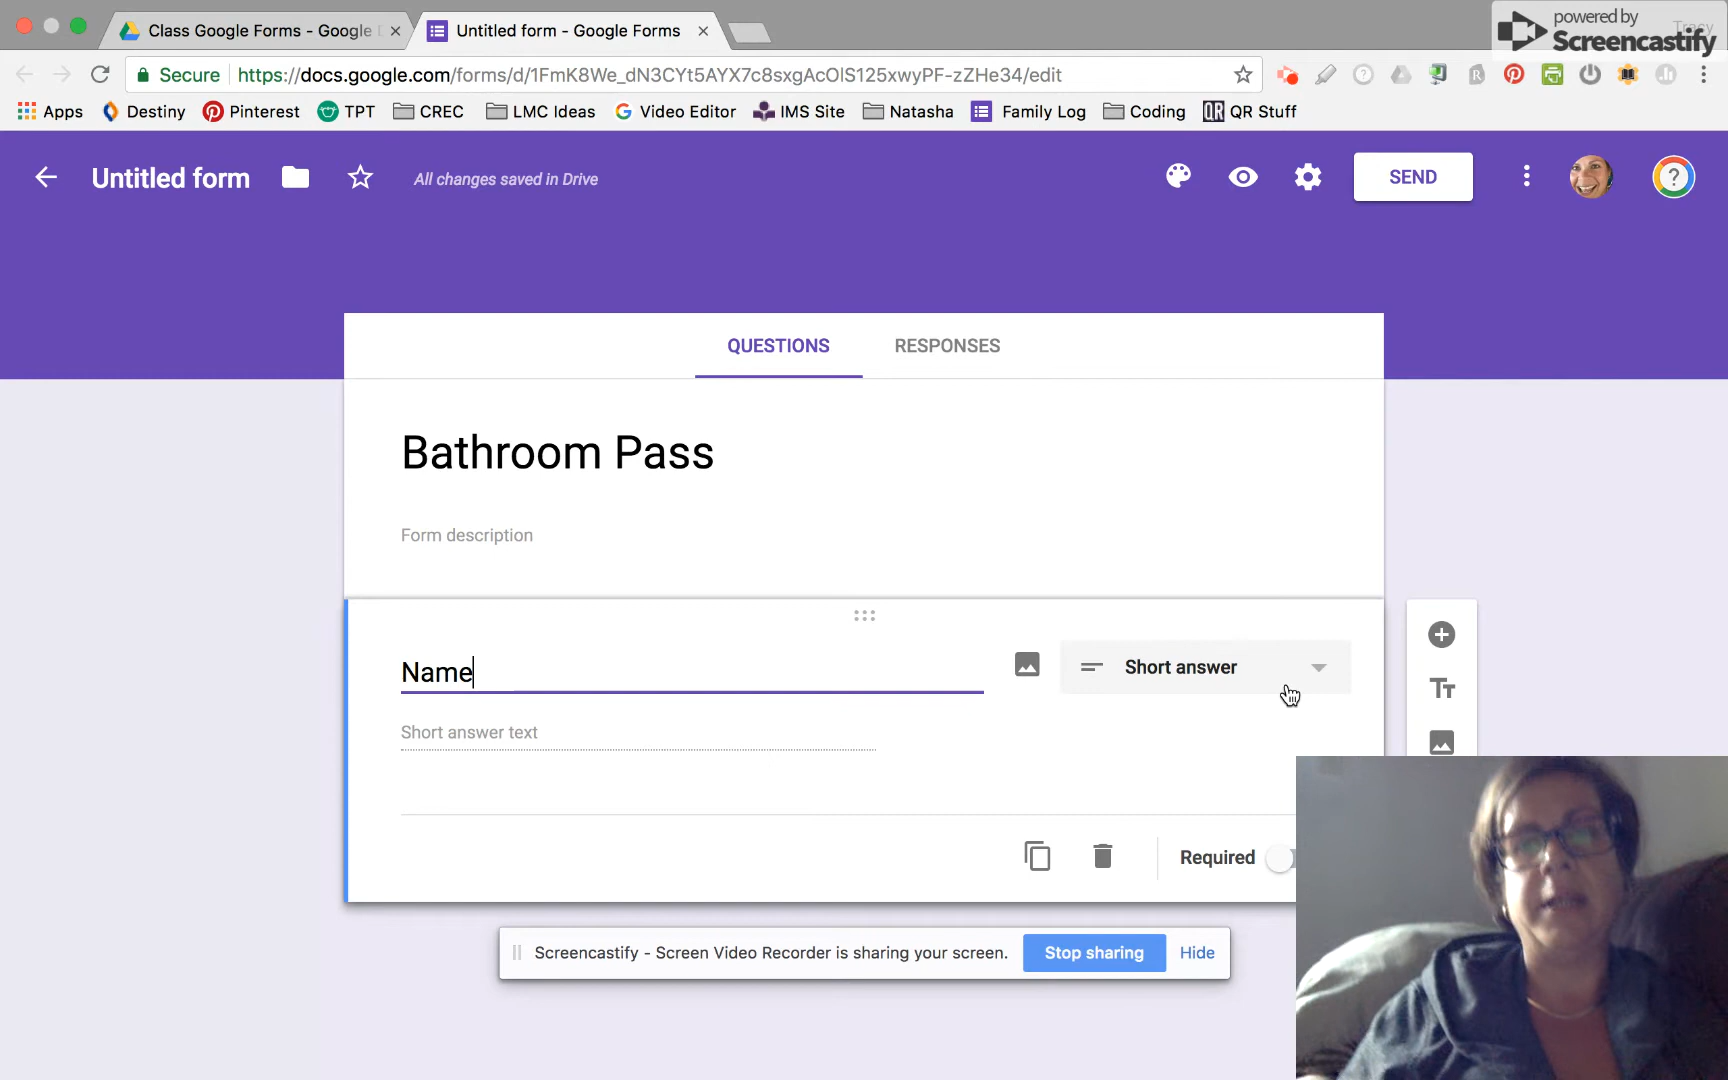 Class Google Forms - Google D
Untitled form - Google Forms
powered by
Tracy
Screencastify
Secure
https://docs.google.com/forms/d/1FmK8We_dN3CYt5AYX7c8sxgAcOlS125xwyPF-zZHe34/edit
Apps
Destiny
Pinterest
TPT
CREC
LMC Ideas
Video Editor
IMS Site
Natasha
Family Log
Coding
QR Stuff
Untitled form
All changes saved in Drive
SEND
QUESTIONS
RESPONSES
Bathroom Pass
Form description
Name
Short answer
Short answer text
Required
Screencastify - Screen Video Recorder is sharing your screen.
Stop sharing
Hide